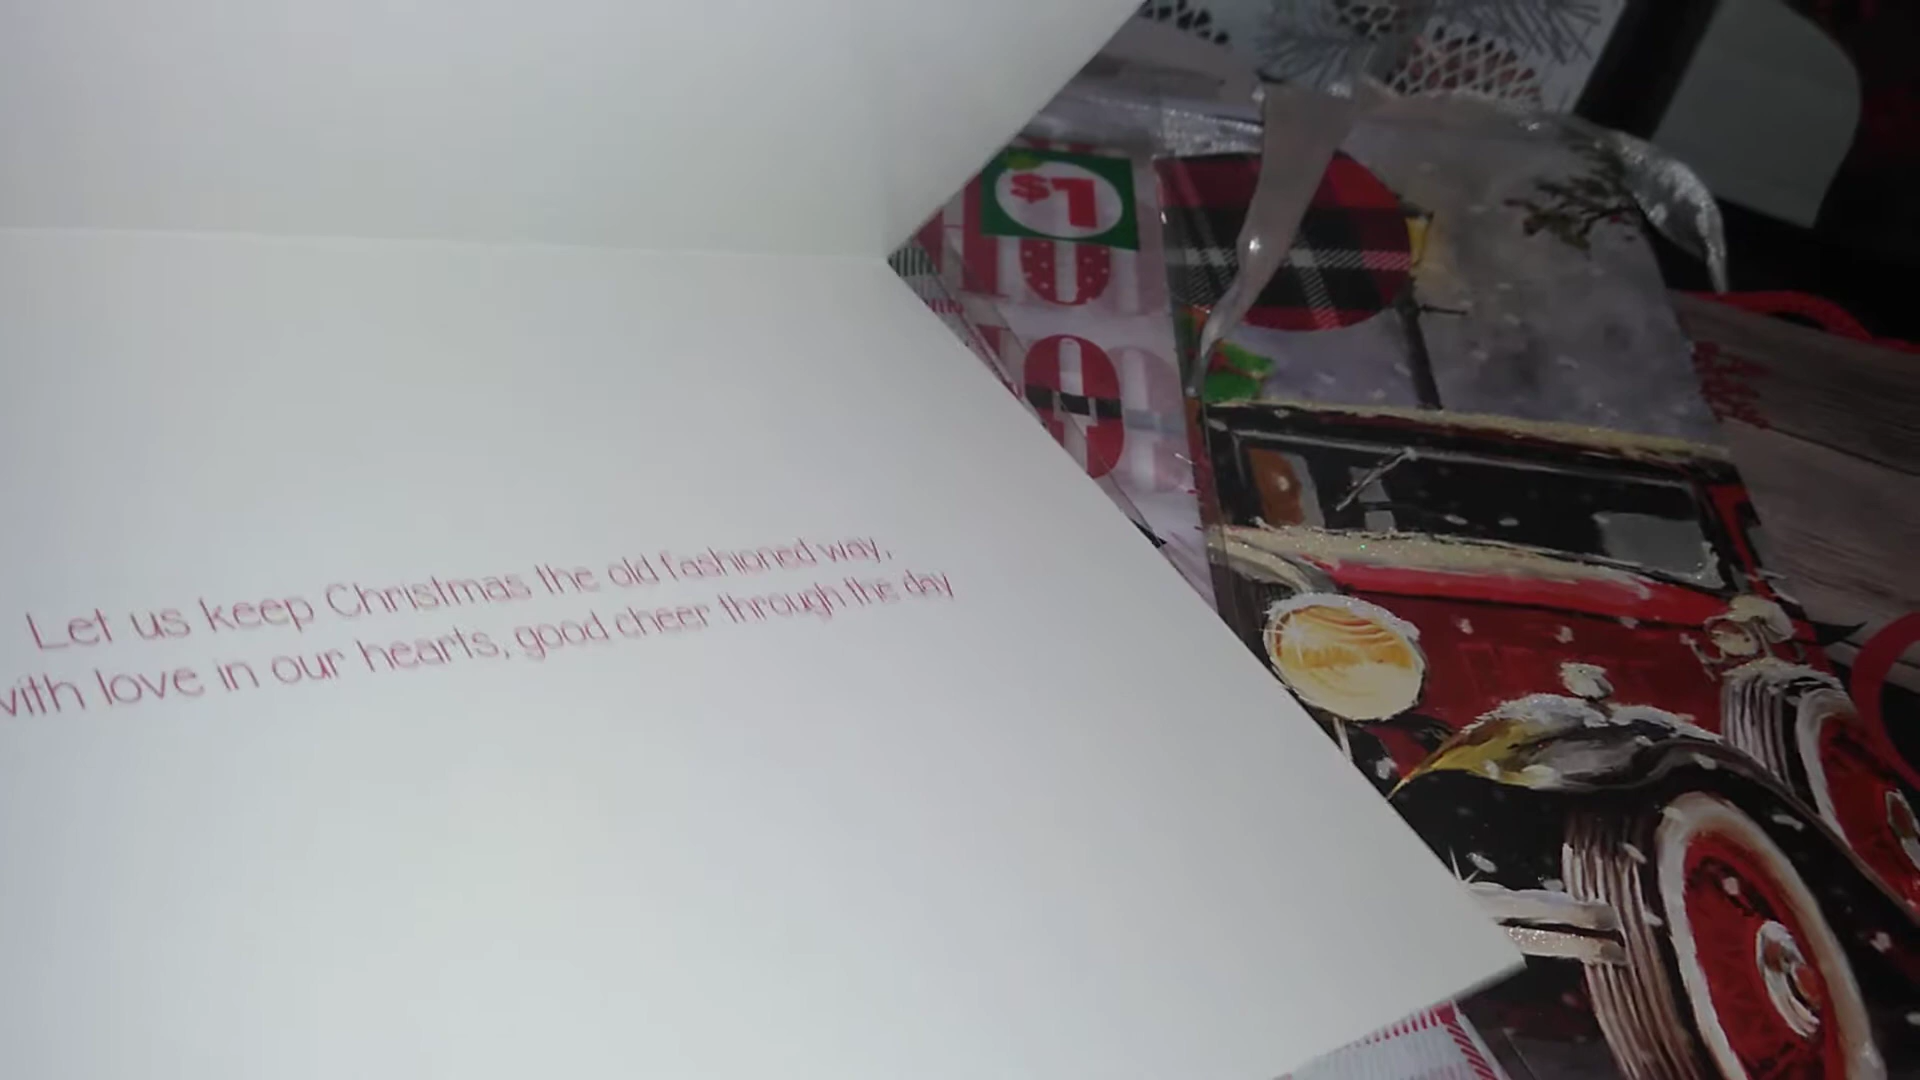 $1
Let us keep Christmas the old fashioned way,
with love in our hearts, good cheer through the day